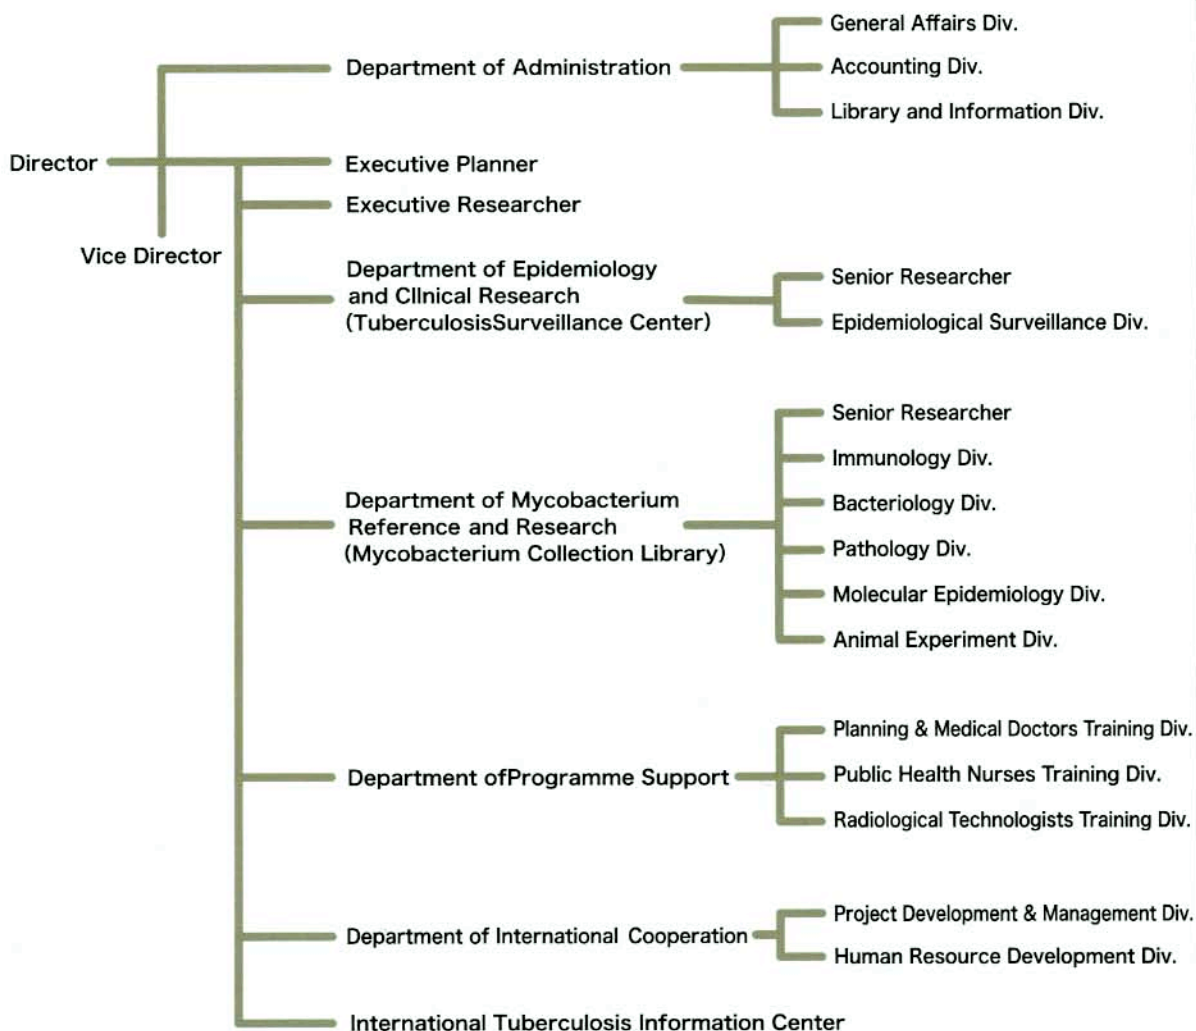 General Affairs Div.
Department of Administration
Accounting Div.
Library and Information Div.
Director
Executive Planner
Executive Researcher
Vice Director
Department of Epidemiology
and ClInical Research
(TuberculosisSurveillance Center)
Senior Researcher
Epidemiological Surveillance Div.
Department of Mycobacterium
Reference and Research
(Mycobacterium Collection Library)
Senior Researcher
Immunology Div.
Bacteriology Div.
Pathology Div.
Molecular Epidemiology Div.
Animal Experiment Div.
Department ofProgramme Support
Planning & Medical Doctors Training Div.
Public Health Nurses Training Div.
Radiological Technologists Training Div.
Department of International Cooperation
Project Development & Management Div.
Human Resource Development Div.
International Tuberculosis Information Center